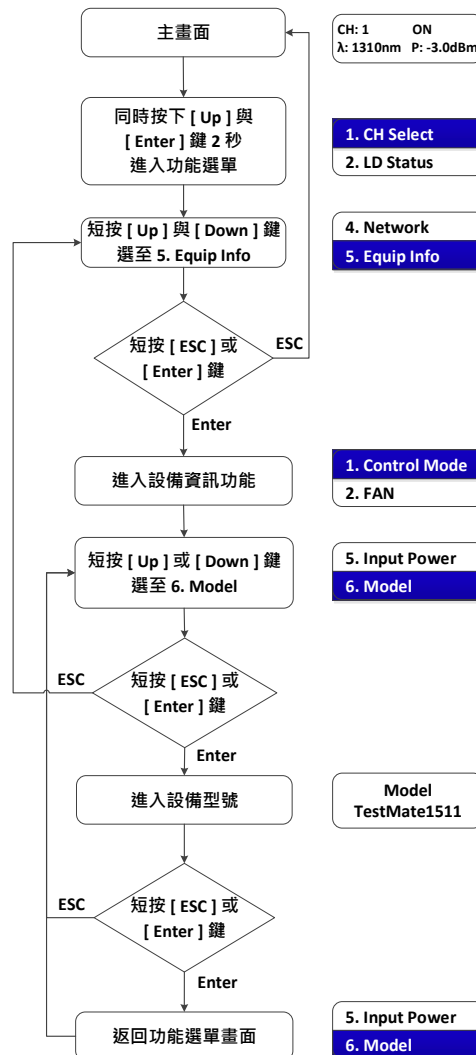 主畫面
CH: 1 ON
λ: 1310nm P: -3.0dBm
同時按下 [ Up ] 與
[ Enter ] 鍵 2 秒
進入功能選單
1. CH Select
2. LD Status
短按 [ Up ] 與 [ Down ] 鍵
選至 5. Equip Info
4. Network
5. Equip Info
短按 [ ESC ] 或
[ Enter ] 鍵
ESC
Enter
進入設備資訊功能
1. Control Mode
2. FAN
短按 [ Up ] 或 [ Down ] 鍵
選至 6. Model
5. Input Power
6. Model
ESC
短按 [ ESC ] 或
[ Enter ] 鍵
Enter
進入設備型號
Model
TestMate1511
ESC
短按 [ ESC ] 或
[ Enter ] 鍵
Enter
返回功能選單畫面
5. Input Power
6. Model